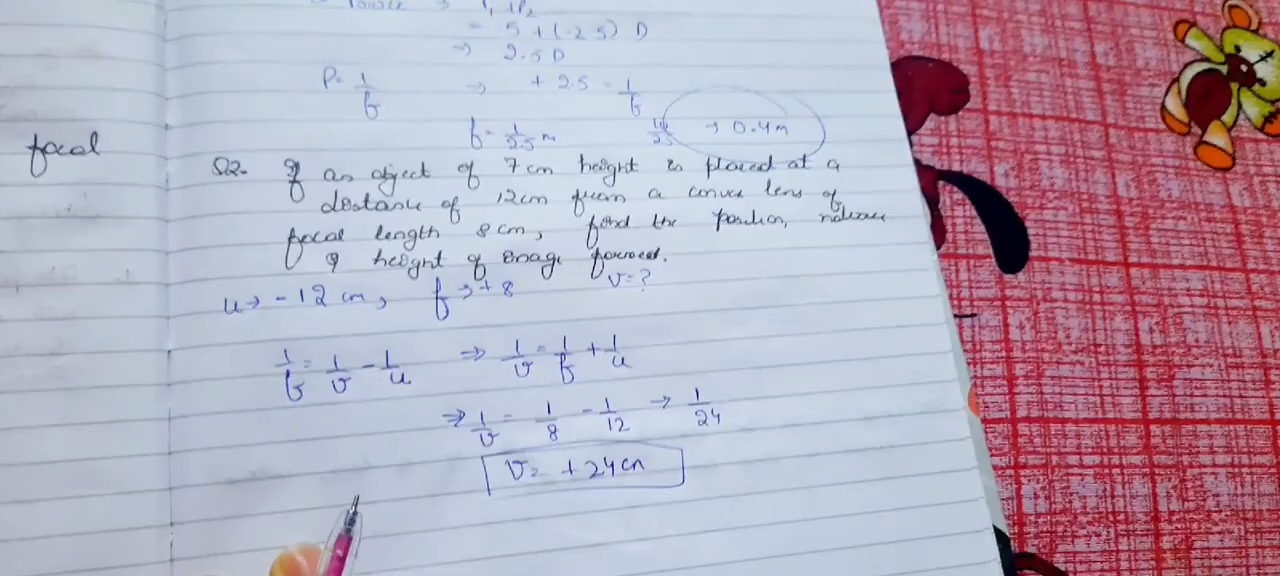 = 5 + (-2.5) D
⇒ 2.5 D
P = 1/f ⇒ + 2.5 = 1/f
f = 1/2.5 m 10/25 → 0.4m
focal
Q2. If an object of 7 cm height is placed at a
distance of 12cm from a convex lens of
focal length 8 cm, find the position, nature
& height of image formed.
u → - 12 cm, f → + 8 v = ?
1/f = 1/v - 1/u ⇒ 1/v = 1/f + 1/u
⇒ 1/v = 1/8 - 1/12 → 1/24
v = + 24 cm